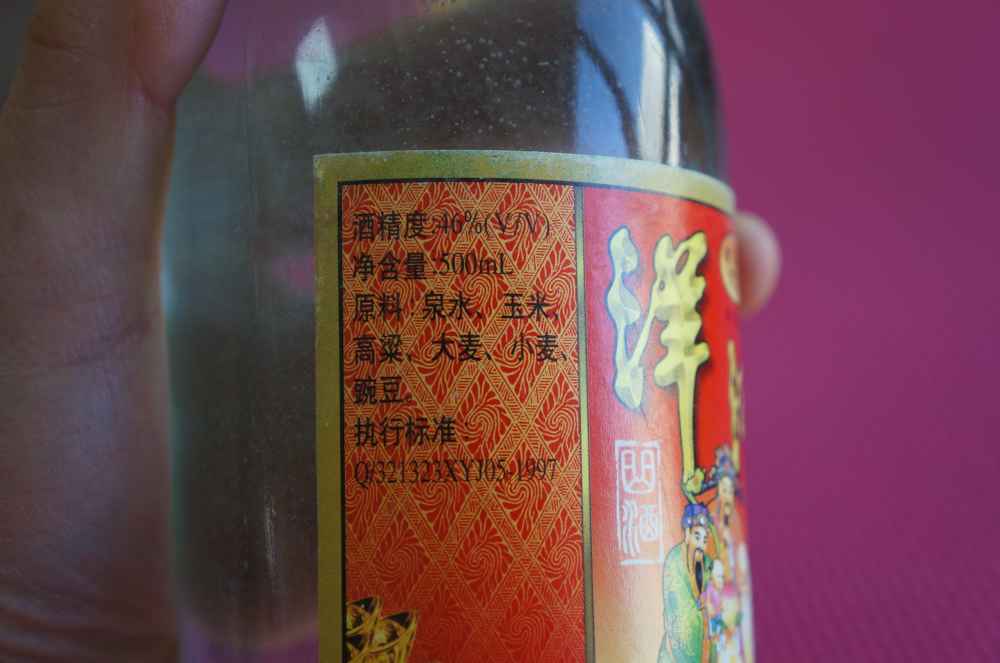 酒精度:46%(V/V)
净含量:500mL
原料:泉水、玉米、
高粱、大麦、小麦、
豌豆。
执行标准
Q/321323XYJ05-1997
洋
酒